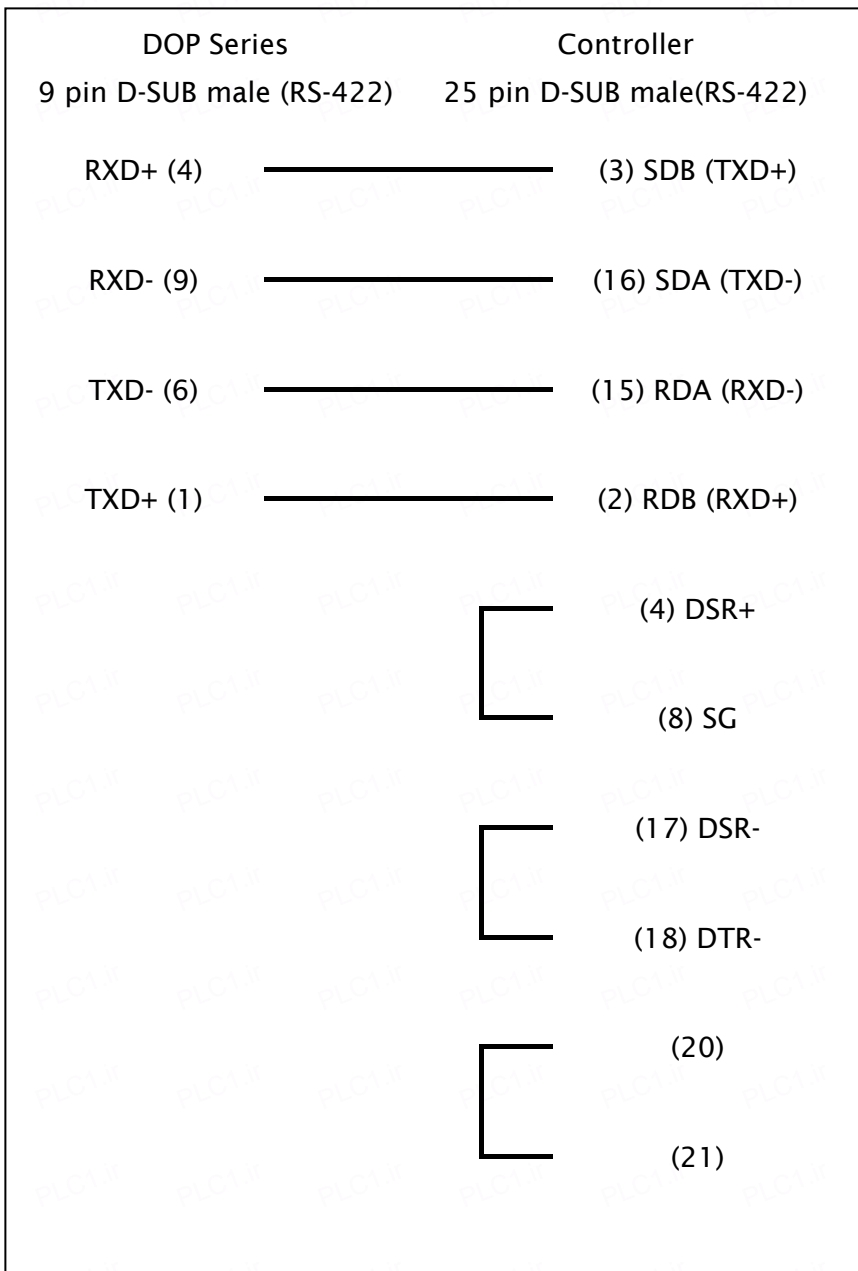 DOP Series Controller
9 pin D-SUB male (RS-422) 25 pin D-SUB male(RS-422)
RXD+ (4) (3) SDB (TXD+)
RXD- (9) (16) SDA (TXD-)
TXD- (6) (15) RDA (RXD-)
TXD+ (1) (2) RDB (RXD+)
(4) DSR+
(8) SG
(17) DSR-
(18) DTR-
(20)
(21)
PLC1.ir